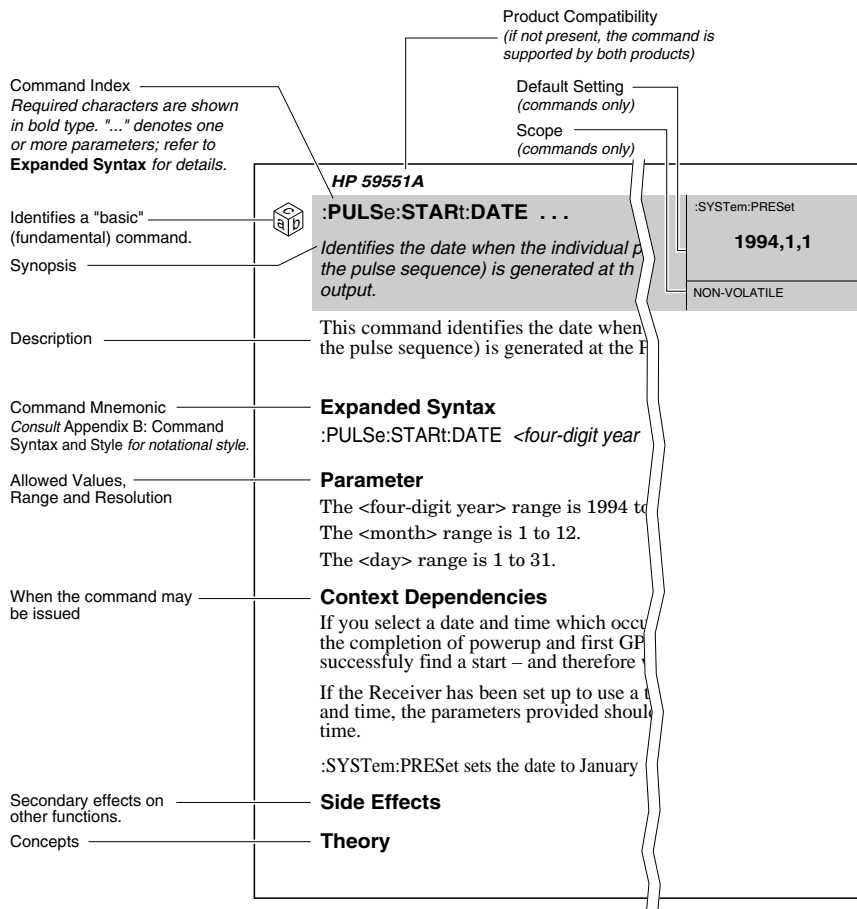 Product Compatibility
(if not present, the command is
supported by both products)
Command Index
Required characters are shown
in bold type. "..." denotes one
or more parameters; refer to
Expanded Syntax for details.
Default Setting
(commands only)
Scope
(commands only)
HP 59551A
Identifies a "basic"
(fundamental) command.
c
a b
:PULSe:STARt:DATE . . .
:SYSTem:PRESet
1994,1,1
Synopsis
Identifies the date when the individual p
the pulse sequence) is generated at th
output.
NON-VOLATILE
Description
This command identifies the date when
the pulse sequence) is generated at the P
Command Mnemonic
Consult Appendix B: Command
Syntax and Style for notational style.
Expanded Syntax
:PULSe:STARt:DATE <four-digit year
Allowed Values,
Range and Resolution
Parameter
The <four-digit year> range is 1994 to
The <month> range is 1 to 12.
The <day> range is 1 to 31.
When the command may
be issued
Context Dependencies
If you select a date and time which occu
the completion of powerup and first GP
successfuly find a start – and therefore
If the Receiver has been set up to use a t
and time, the parameters provided shoul
time.
:SYSTem:PRESet sets the date to January
Secondary effects on
other functions.
Side Effects
Concepts
Theory